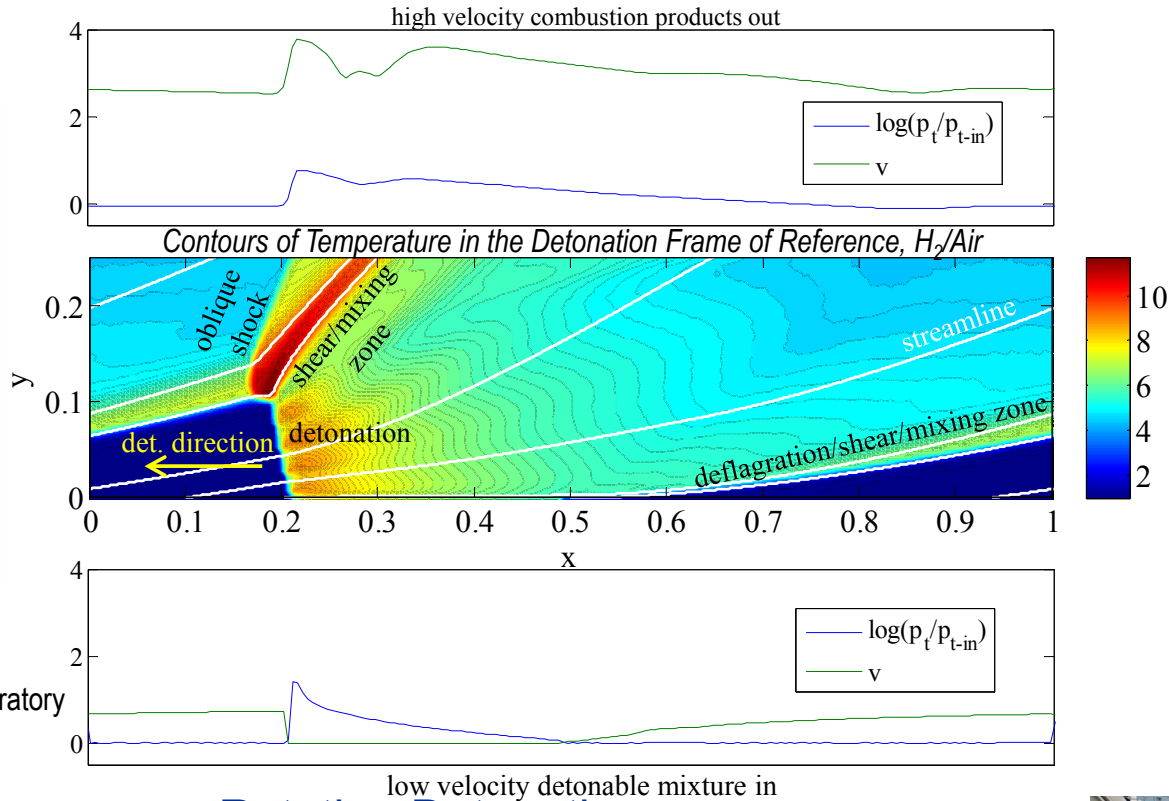 high velocity combustion products out
4
2
0
log(p_t/p_t-in)
v
Contours of Temperature in the Detonation Frame of Reference, H_2/Air
0.2
0.1
0
y
oblique
shock
shear/mixing
zone
streamline
det. direction
detonation
deflagration/shear/mixing zone
10
8
6
4
2
0 0.1 0.2 0.3 0.4 0.5 0.6 0.7 0.8 0.9 1
x
4
2
0
log(p_t/p_t-in)
v
ratory
low velocity detonable mixture in